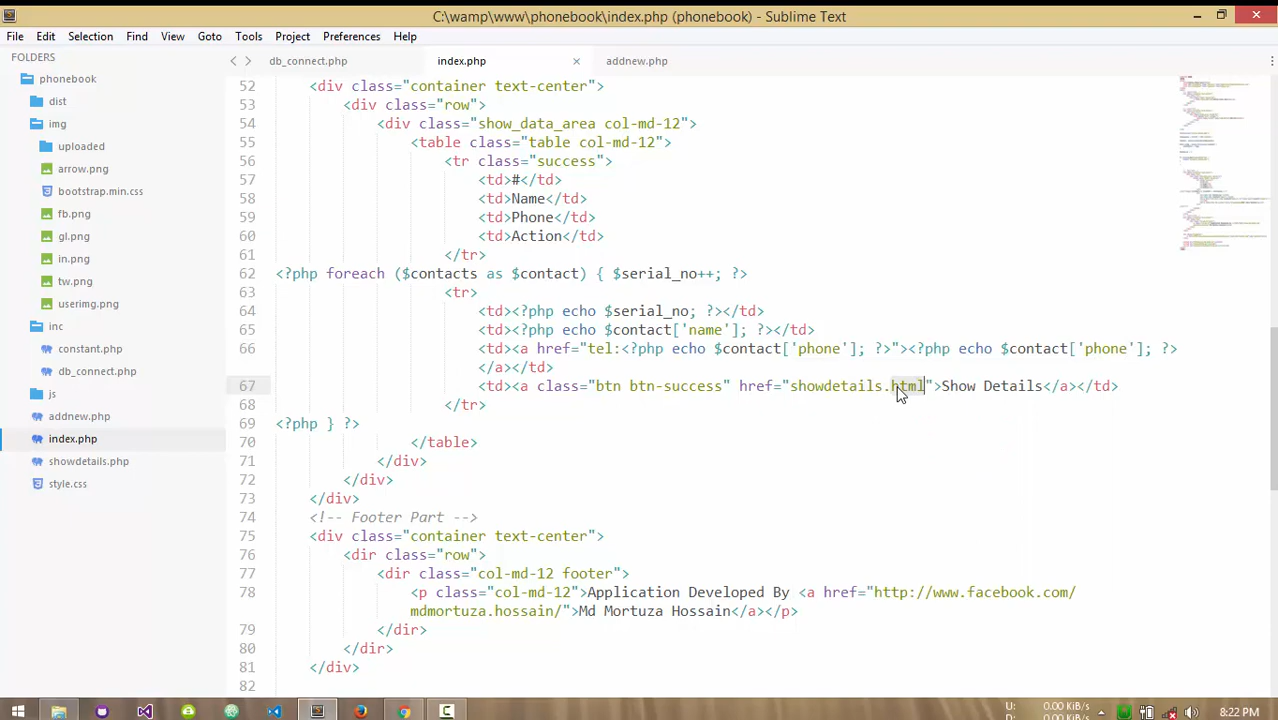 C:\wamp\www\phonebook\index.php (phonebook) - Sublime Text
File Edit Selection Find View Goto Tools Project Preferences Help
FOLDERS
phonebook
dist
img
uploaded
arrow.png
bootstrap.min.css
fb.png
gl.png
in.png
tw.png
userimg.png
inc
constant.php
db_connect.php
js
addnew.php
index.php
showdetails.php
style.css
db_connect.php index.php × addnew.php
52 <div class="container text-center">
53 <div class="row">
54 <div class="show_data_area col-md-12">
55 <table class="table col-md-12">
56 <tr class="success">
57 <td>#</td>
58 <td>Name</td>
59 <td>Phone</td>
60 <td>Action</td>
61 </tr>
62 <?php foreach ($contacts as $contact) { $serial_no++; ?>
63 <tr>
64 <td><?php echo $serial_no; ?></td>
65 <td><?php echo $contact['name']; ?></td>
66 <td><a href="tel:<?php echo $contact['phone']; ?>"><?php echo $contact['phone']; ?>
</a></td>
67 <td><a class="btn btn-success" href="showdetails.html">Show Details</a></td>
68 </tr>
69 <?php } ?>
70 </table>
71 </div>
72 </div>
73 </div>
74 <!-- Footer Part -->
75 <div class="container text-center">
76 <dir class="row">
77 <dir class="col-md-12 footer">
78 <p class="col-md-12">Application Developed By <a href="http://www.facebook.com/
mdmortuza.hossain/">Md Mortuza Hossain</a></p>
79 </dir>
80 </dir>
81 </div>
82
U: 0.00 KiB/s
D: 0.00 KiB/s
8:22 PM